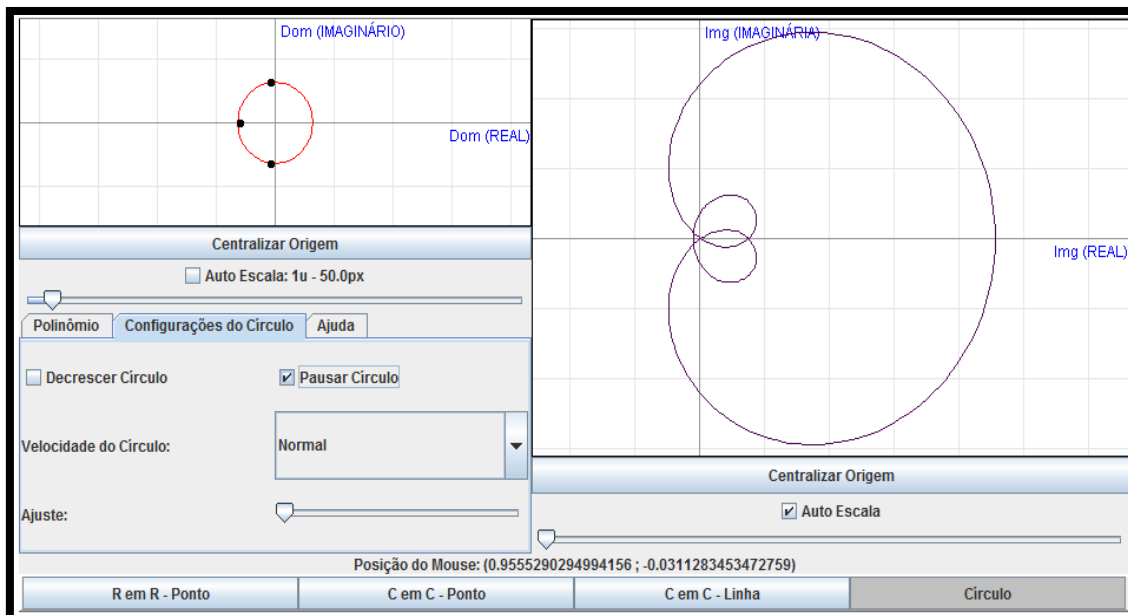 Dom (IMAGINÁRIO)
Dom (REAL)
Centralizar Origem
Auto Escala: 1u - 50.0px
Polinômio
Configurações do Círculo
Ajuda
Decrescer Círculo
Pausar Círculo
Velocidade do Círculo:
Normal
Ajuste:
Img (IMAGINÁRIA)
Img (REAL)
Centralizar Origem
Auto Escala
Posição do Mouse: (0.9555290294994156 ; -0.0311283453472759)
R em R - Ponto
C em C - Ponto
C em C - Linha
Círculo